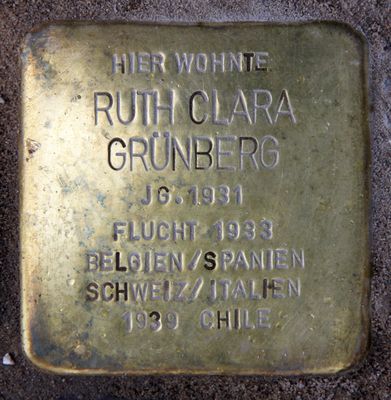 HIER WOHNTE
RUTH CLARA
GRÜNBERG
JG. 1931
FLUCHT 1933
BELGIEN/SPANIEN
SCHWEIZ/ITALIEN
1939 CHILE